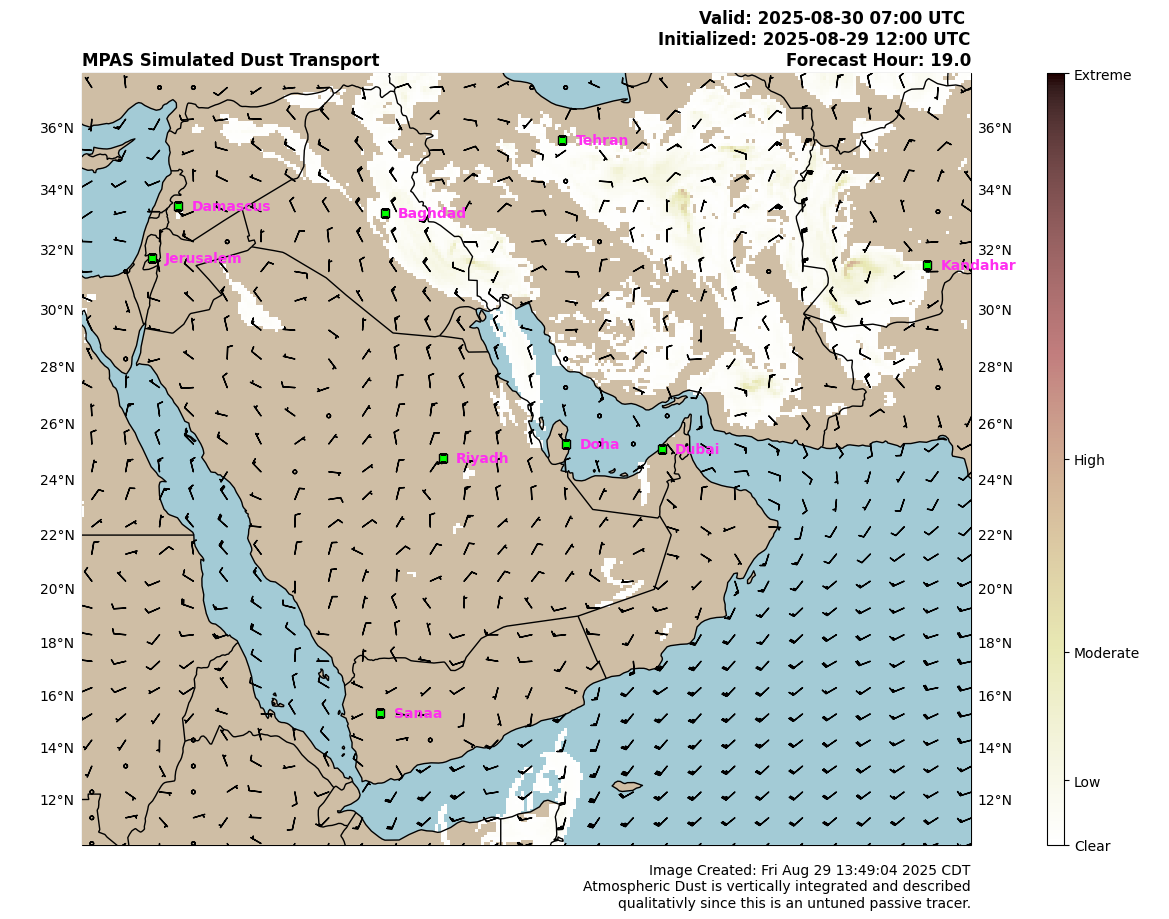 Valid: 2025-08-30 07:00 UTC
Initialized: 2025-08-29 12:00 UTC
MPAS Simulated Dust Transport
Forecast Hour: 19.0
Extreme
36°N
36°N
Tehran
34°N
34°N
Damascus
Baghdad
32°N
32°N
Jerusalem
Kandahar
30°N
30°N
28°N
28°N
26°N
26°N
Doha
Dubai
Riyadh
High
24°N
24°N
22°N
22°N
20°N
20°N
18°N
18°N
Moderate
16°N
16°N
Sanaa
14°N
14°N
Low
12°N
12°N
Clear
Image Created: Fri Aug 29 13:49:04 2025 CDT
Atmospheric Dust is vertically integrated and described
qualitativly since this is an untuned passive tracer.